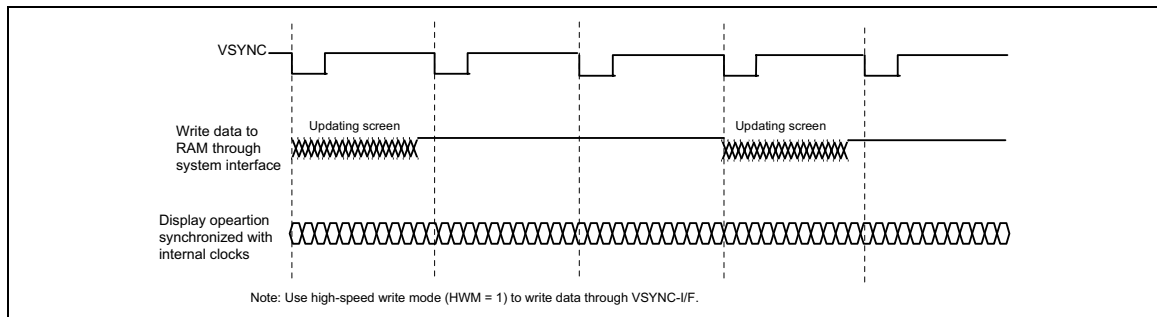 VSYNC
Updating screen
Updating screen
Write data to
RAM through
system interface
Display opeartion
synchronized with
internal clocks
Note: Use high-speed write mode (HWM = 1) to write data through VSYNC-I/F.